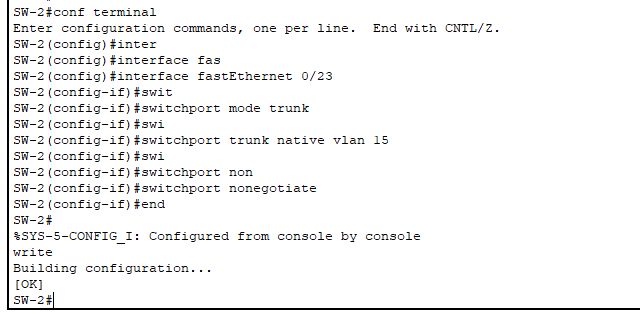 SW-2#conf terminal
Enter configuration commands, one per line.  End with CNTL/Z.
SW-2(config)#inter
SW-2(config)#interface fas
SW-2(config)#interface fastEthernet 0/23
SW-2(config-if)#swit
SW-2(config-if)#switchport mode trunk
SW-2(config-if)#swi
SW-2(config-if)#switchport trunk native vlan 15
SW-2(config-if)#swi
SW-2(config-if)#switchport non
SW-2(config-if)#switchport nonegotiate
SW-2(config-if)#end
SW-2#
%SYS-5-CONFIG_I: Configured from console by console
write
Building configuration...
[OK]
SW-2#